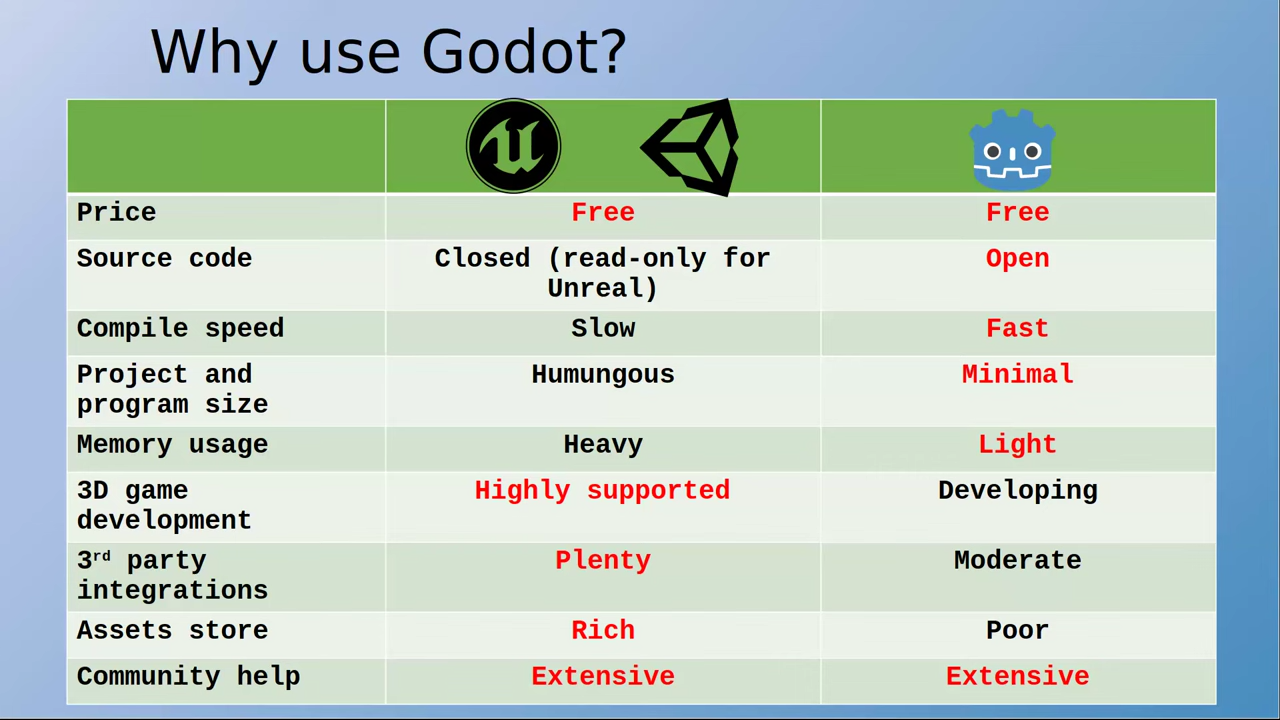 Why use Godot?
Price Free Free
Source code Closed (read-only for Open
Unreal)
Compile speed Slow Fast
Project and Humungous Minimal
program size
Memory usage Heavy Light
3D game Highly supported Developing
development
3rd party Plenty Moderate
integrations
Assets store Rich Poor
Community help Extensive Extensive